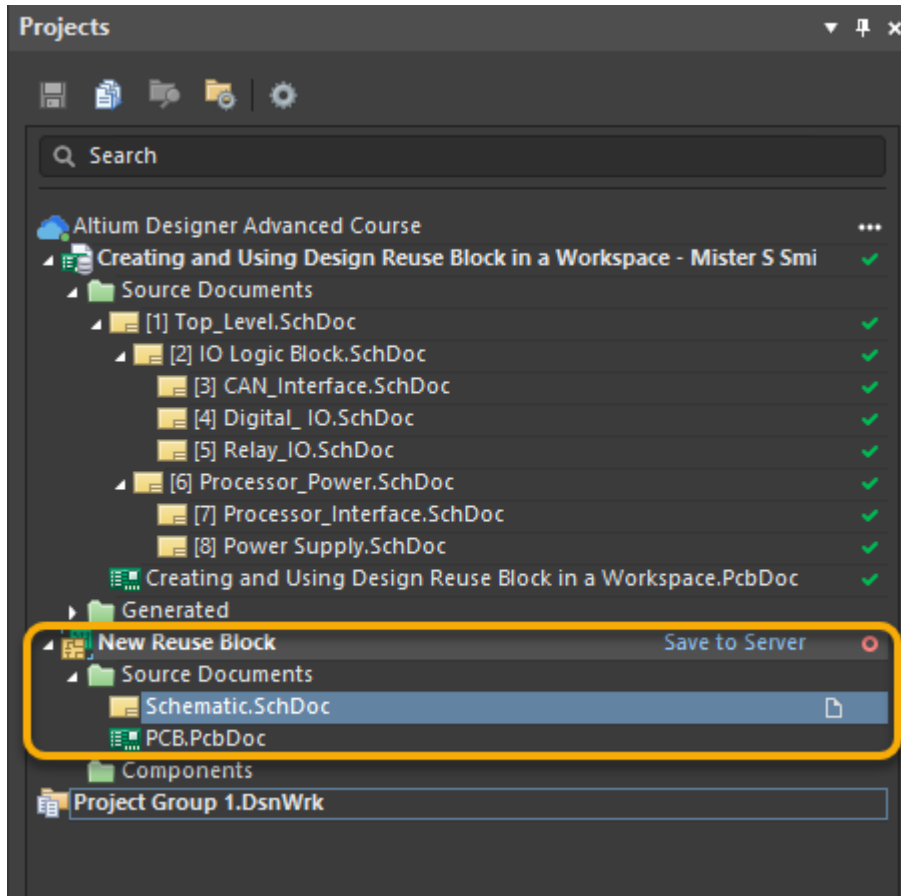 Projects
Search
Altium Designer Advanced Course
Creating and Using Design Reuse Block in a Workspace - Mister S Smi
Source Documents
[1] Top_Level.SchDoc
[2] IO Logic Block.SchDoc
[3] CAN_Interface.SchDoc
[4] Digital_ IO.SchDoc
[5] Relay_IO.SchDoc
[6] Processor_Power.SchDoc
[7] Processor_Interface.SchDoc
[8] Power Supply.SchDoc
Creating and Using Design Reuse Block in a Workspace.PcbDoc
Generated
New Reuse Block Save to Server
Source Documents
Schematic.SchDoc
PCB.PcbDoc
Components
Project Group 1.DsnWrk